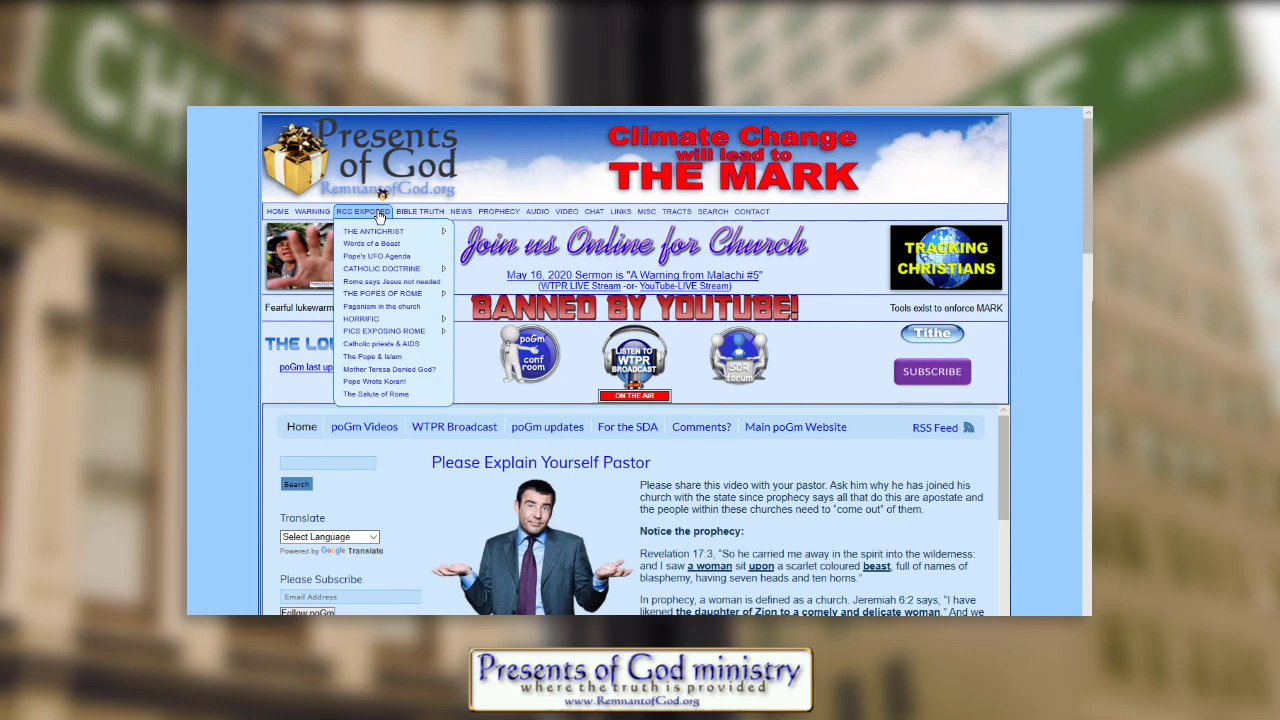 CH
AVE
Presents
of God
RemnantofGod.org
Climate Change
will lead to
THE MARK
HOME WARNING RCC EXPOSED BIBLE TRUTH NEWS PROPHECY AUDIO VIDEO CHAT LINKS MISC TRACTS SEARCH CONTACT
THE ANTICHRIST
Words of a Beast
Pope's UFO Agenda
CATHOLIC DOCTRINE
Rome says Jesus not needed
THE POPES OF ROME
Paganism in the church
HORRIFIC
PICS EXPOSING ROME
Catholic priests & AIDS
The Pope & Islam
Mother Teresa Denied God?
Pope Wrote Koran!
The Salute of Rome
Join us Online for Church
May 16, 2020 Sermon is "A Warning from Malachi #5"
(WTPR LIVE Stream -or- YouTube-LIVE Stream)
TRACKING
CHRISTIANS
Fearful lukewarm
BANNED BY YOUTUBE!
Tools exist to enforce MARK
THE LOU
poGm last up
poGm
conf
room
LISTEN TO
WTPR
BROADCAST
ON THE AIR
SDR
forum
Tithe
SUBSCRIBE
Home poGm Videos WTPR Broadcast poGm updates For the SDA Comments? Main poGm Website RSS Feed
Search
Translate
Select Language
Powered by Google Translate
Please Subscribe
Email Address
Follow poGm
Please Explain Yourself Pastor
Please share this video with your pastor. Ask him why he has joined his
church with the state since prophecy says all that do this are apostate and
the people within these churches need to "come out" of them.
Notice the prophecy:
Revelation 17:3, "So he carried me away in the spirit into the wilderness:
and I saw a woman sit upon a scarlet coloured beast, full of names of
blasphemy, having seven heads and ten horns."
In prophecy, a woman is defined as a church. Jeremiah 6:2 says, "I have
likened the daughter of Zion to a comely and delicate woman." And we
Presents of God ministry
where the truth is provided
www.RemnantofGod.org